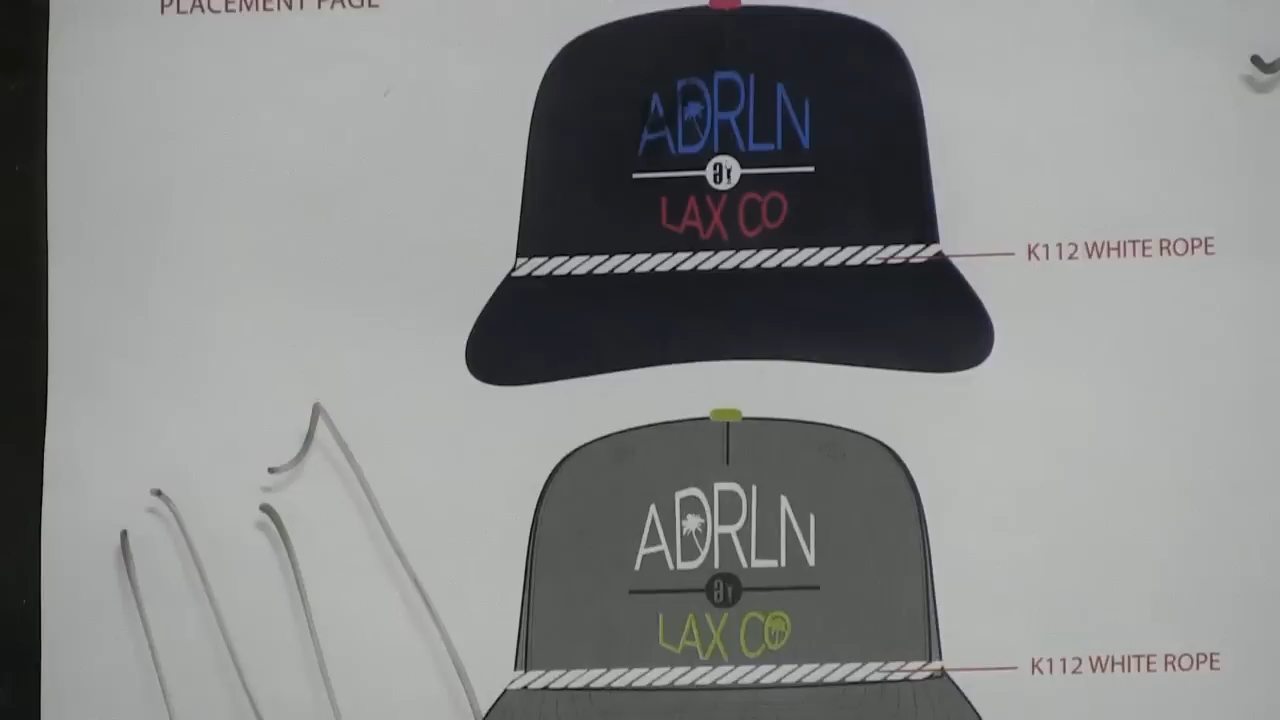 PLACEMENT PAGE
ADRLN
LAX CO
K112 WHITE ROPE
ADRLN
LAX CO
K112 WHITE ROPE